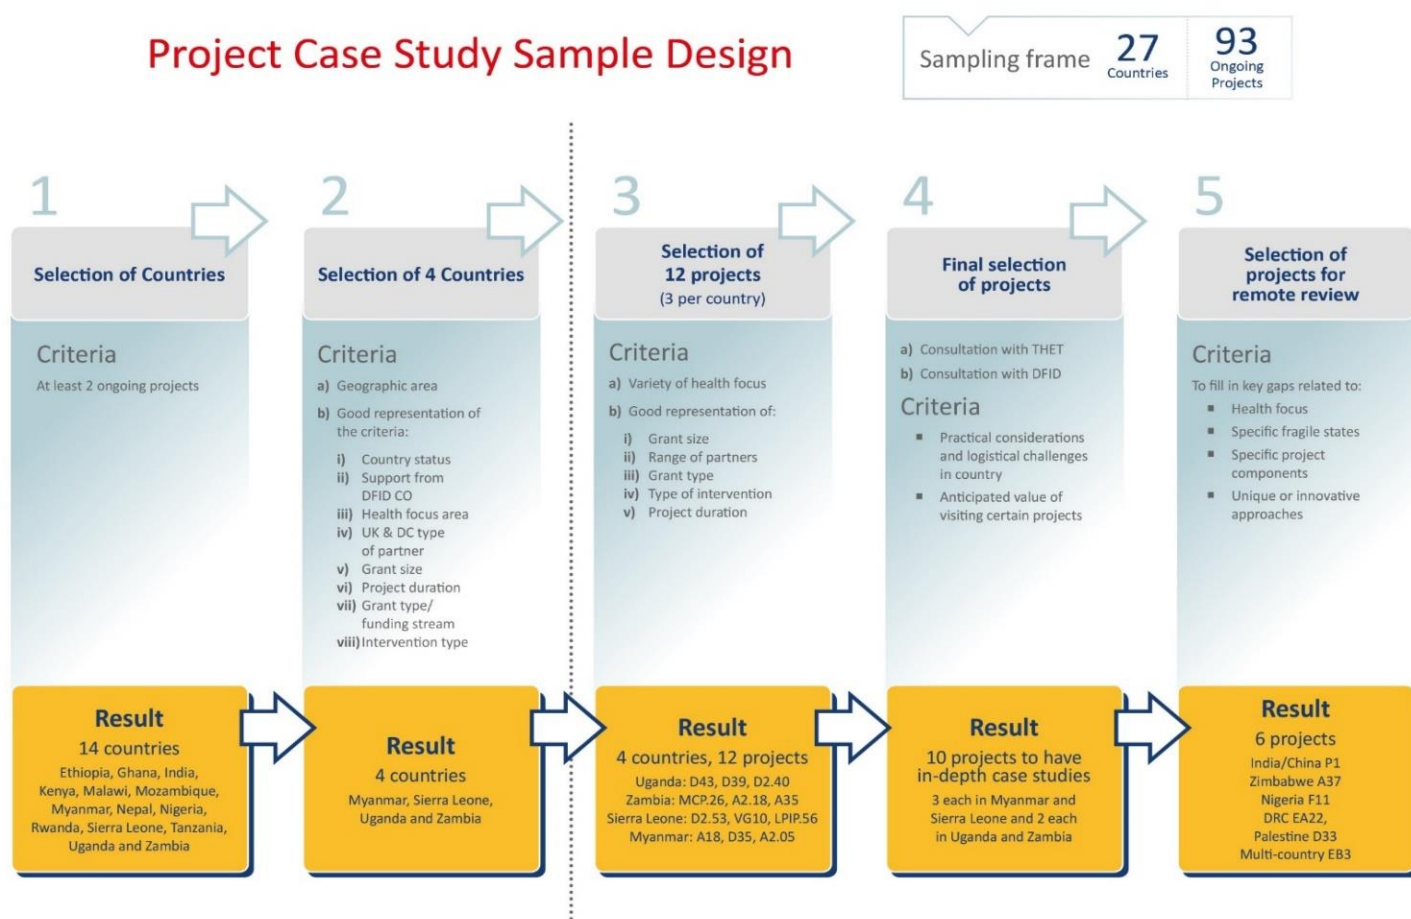 Project Case Study Sample Design
Sampling frame
27
Countries
93
Ongoing
Projects
1
Selection of Countries
Criteria
At least 2 ongoing projects
Result
14 countries
Ethiopia, Ghana, India,
Kenya, Malawi, Mozambique,
Myanmar, Nepal, Nigeria,
Rwanda, Sierra Leone, Tanzania,
Uganda and Zambia
2
Selection of 4 Countries
Criteria
a) Geographic area
b) Good representation of
the criteria:
i) Country status
ii) Support from
DFID CO
iii) Health focus area
iv) UK & DC type
of partner
v) Grant size
vi) Project duration
vii) Grant type/
funding stream
viii) Intervention type
Result
4 countries
Myanmar, Sierra Leone,
Uganda and Zambia
3
Selection of
12 projects
(3 per country)
Criteria
a) Variety of health focus
b) Good representation of:
i) Grant size
ii) Range of partners
iii) Grant type
iv) Type of intervention
v) Project duration
Result
4 countries, 12 projects
Uganda: D43, D39, D2.40
Zambia: MCP.26, A2.18, A35
Sierra Leone: D2.53, VG10, LPIP.56
Myanmar: A18, D35, A2.05
4
Final selection
of projects
a) Consultation with THET
b) Consultation with DFID
Criteria
▪ Practical considerations
and logistical challenges
in country
▪ Anticipated value of
visiting certain projects
Result
10 projects to have
in-depth case studies
3 each in Myanmar and
Sierra Leone and 2 each
in Uganda and Zambia
5
Selection of
projects for
remote review
Criteria
To fill in key gaps related to:
▪ Health focus
▪ Specific fragile states
▪ Specific project
components
▪ Unique or innovative
approaches
Result
6 projects
India/China P1
Zimbabwe A37
Nigeria F11
DRC EA22,
Palestine D33
Multi-country EB3